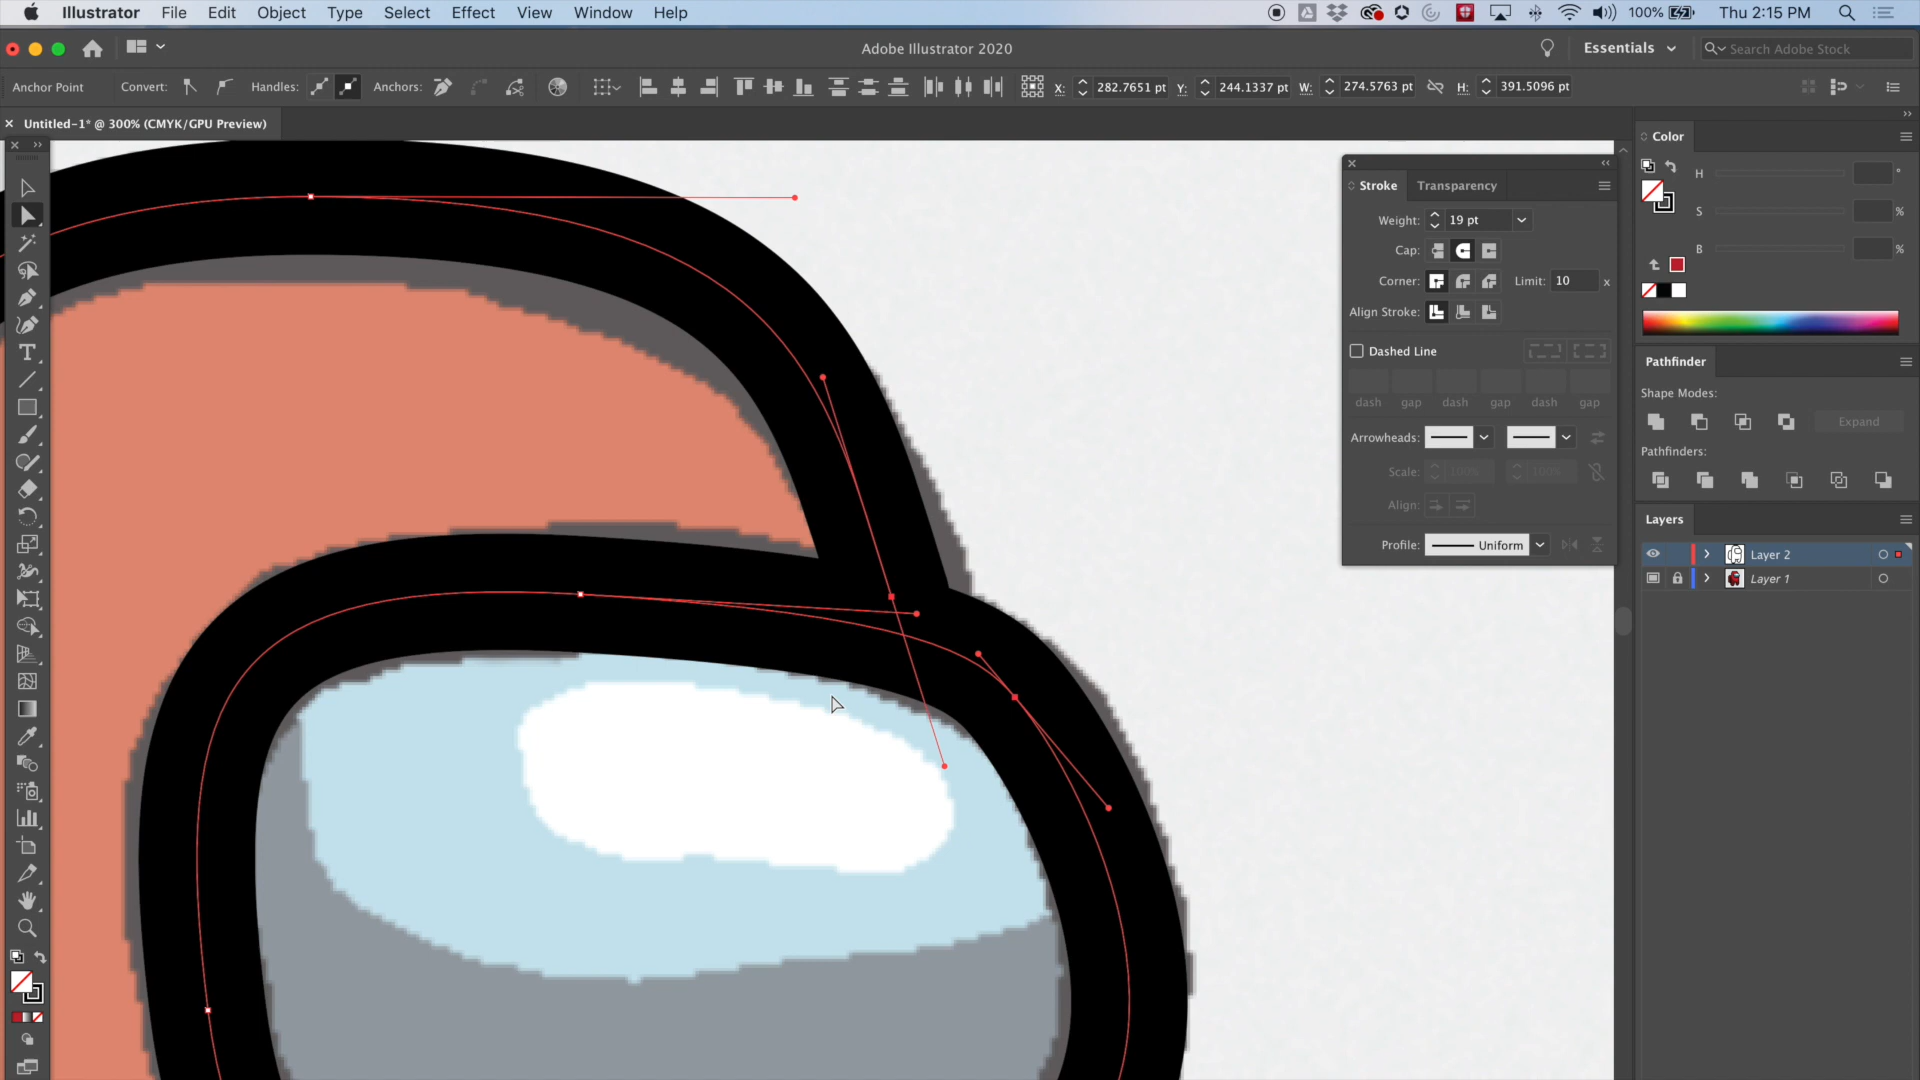 Illustrator File Edit Object Type Select Effect View Window Help 100% Thu 2:15 PM
Adobe Illustrator 2020 Essentials Search Adobe Stock
Anchor Point Convert: Handles: Anchors: X: 282.7651 pt Y: 244.1337 pt W: 274.5763 pt H: 391.5096 pt
Untitled-1* @ 300% (CMYK/GPU Preview)
Stroke Transparency
Weight: 19 pt
Cap:
Corner: Limit: 10 x
Align Stroke:
Dashed Line
dash gap dash gap dash gap
Arrowheads:
Scale: 100% 100%
Align:
Profile: Uniform
Color
H °
S %
B %
Pathfinder
Shape Modes:
Expand
Pathfinders:
Layers
Layer 2
Layer 1